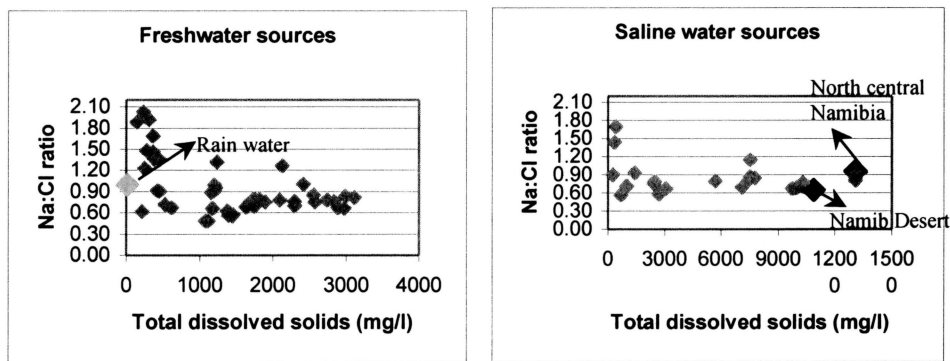 Freshwater sources
Na:Cl ratio
2.10
1.80
1.50
1.20
0.90
0.60
0.30
0.00
Rain water
0
1000
2000
3000
4000
Total dissolved solids (mg/l)
Saline water sources
Na:Cl ratio
2.10
1.80
1.50
1.20
0.90
0.60
0.30
0.00
North central
Namibia
Namib Desert
0
3000
6000
9000
1200
0
1500
0
Total dissolved solids (mg/l)